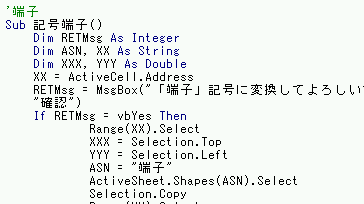 '端子
Sub 記号端子()
Dim RETMsg As Integer
Dim ASN, XX As String
Dim XXX, YYY As Double
XX = ActiveCell.Address
RETMsg = MsgBox("「端子」記号に変換してよろしい
"確認")
If RETMsg = vbYes Then
Range(XX).Select
XXX = Selection.Top
YYY = Selection.Left
ASN = "端子"
ActiveSheet.Shapes(ASN).Select
Selection.Copy